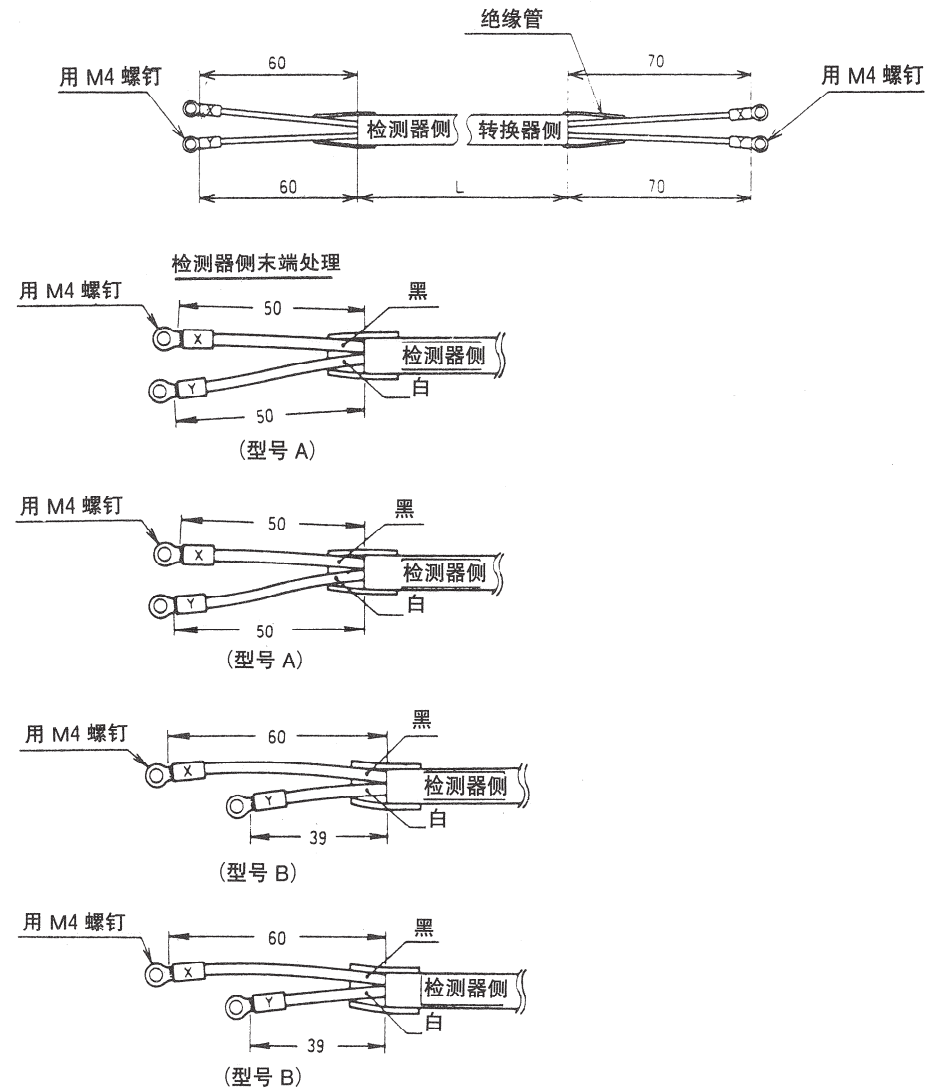 绝缘管
用 M4 螺钉
60
70
用 M4 螺钉
X
X
检测器侧
转换器侧
Y
Y
60
L
70
检测器侧末端处理
用 M4 螺钉
50
黑
X
检测器侧
Y
白
50
(型号 A)
用 M4 螺钉
50
黑
X
检测器侧
Y
白
50
(型号 A)
用 M4 螺钉
60
黑
X
检测器侧
Y
白
39
(型号 B)
用 M4 螺钉
60
黑
X
检测器侧
Y
白
39
(型号 B)